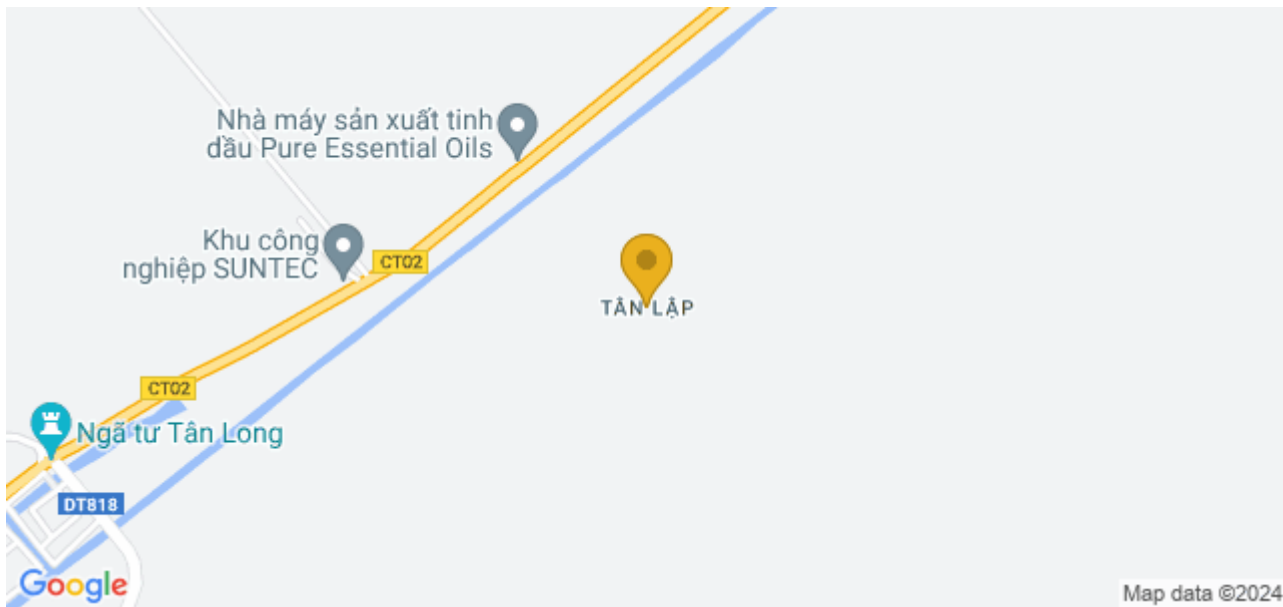 Nhà máy sản xuất tinh
dầu Pure Essential Oils
Khu công
nghiệp SUNTEC
CT02
TÂN LẬP
CT02
Ngã tư Tân Long
DT818
Google
Map data ©2024